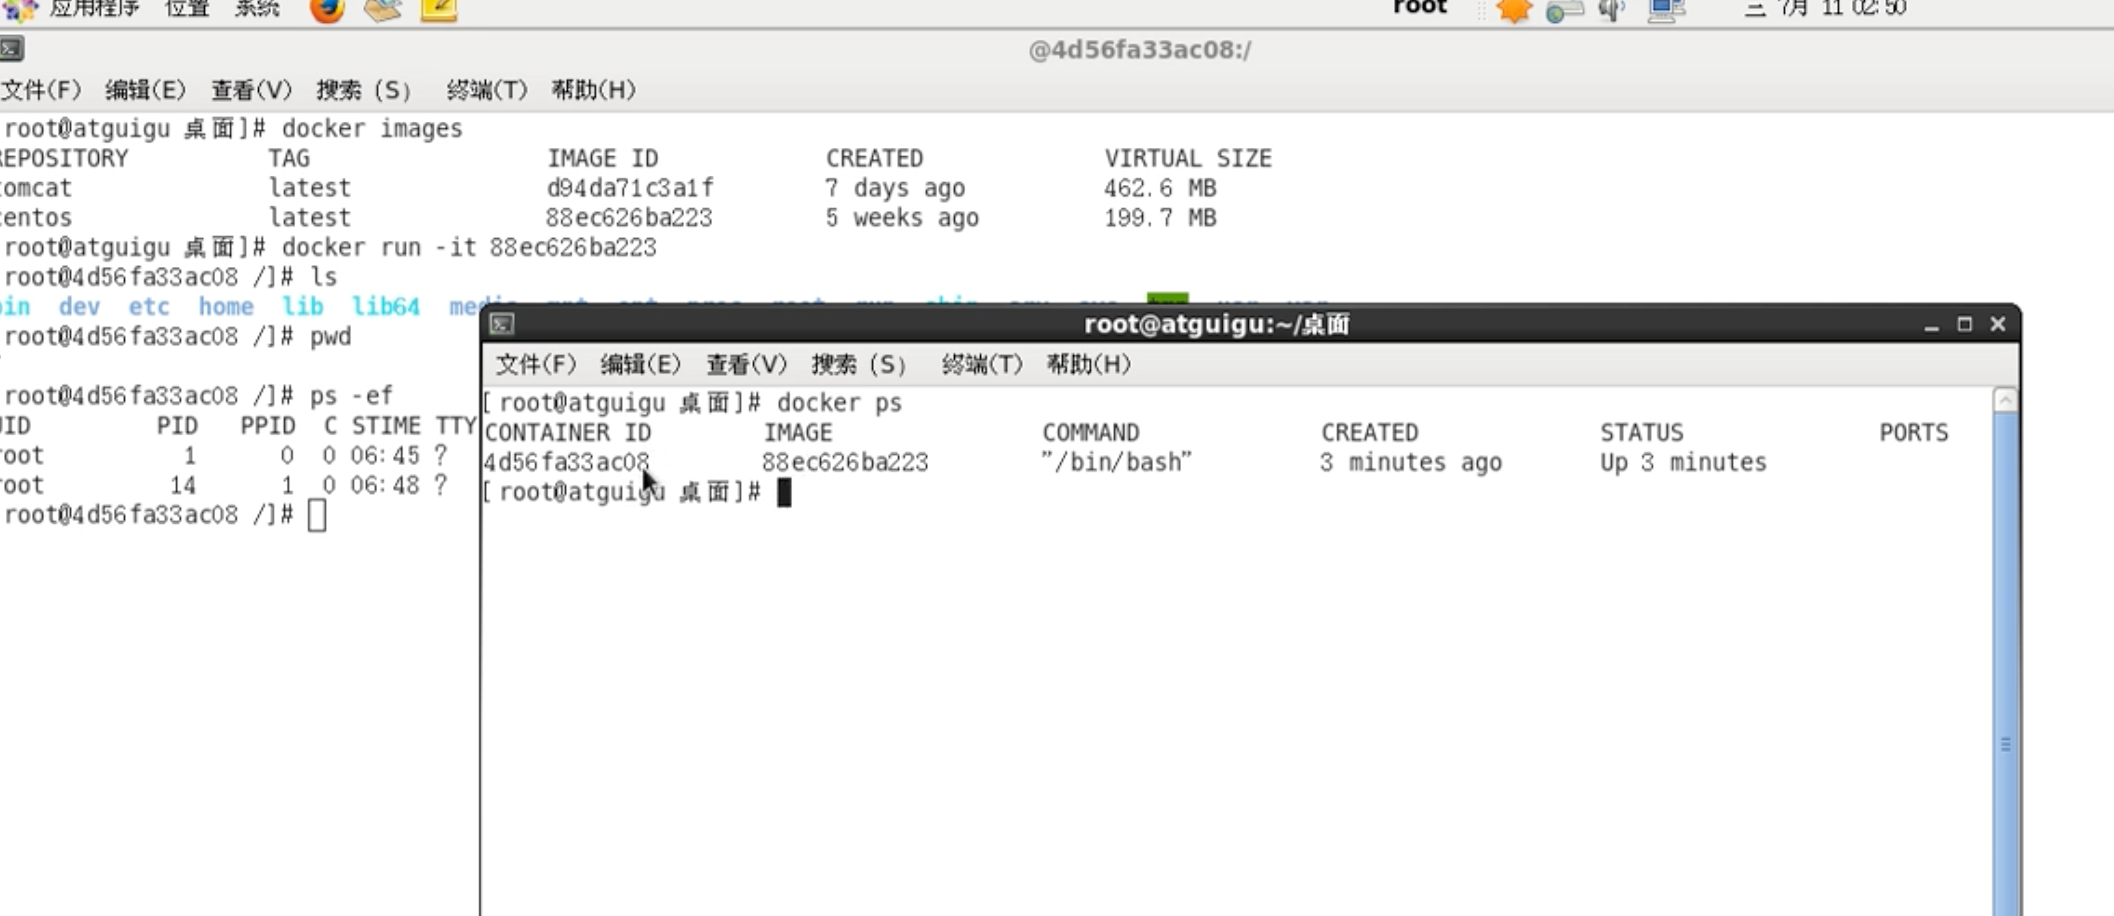 应用程序 位置 系统 root 三 7月 11 02:50
@4d56fa33ac08:/
文件(F) 编辑(E) 查看(V) 搜索 (S) 终端(T) 帮助(H)
root@atguigu 桌面]# docker images
EPOSITORY TAG IMAGE ID CREATED VIRTUAL SIZE
omcat latest d94da71c3a1f 7 days ago 462.6 MB
entos latest 88ec626ba223 5 weeks ago 199.7 MB
root@atguigu 桌面]# docker run -it 88ec626ba223
root@4d56fa33ac08 /]# ls
in dev etc home lib lib64
root@4d56fa33ac08 /]# pwd
root@4d56fa33ac08 /]# ps -ef
ID PID PPID C STIME TTY
oot 1 0 0 06:45 ?
oot 14 1 0 06:48 ?
root@4d56fa33ac08 /]#
root@atguigu:~/桌面
文件(F) 编辑(E) 查看(V) 搜索 (S) 终端(T) 帮助(H)
[root@atguigu 桌面]# docker ps
CONTAINER ID IMAGE COMMAND CREATED STATUS PORTS
4d56fa33ac08 88ec626ba223 "/bin/bash" 3 minutes ago Up 3 minutes
[root@atguigu 桌面]#